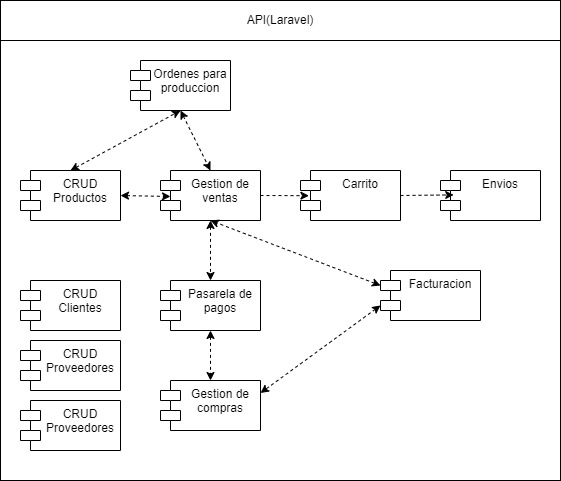 API(Laravel)
Ordenes para
produccion
CRUD
Productos
Gestion de
ventas
Carrito
Envios
CRUD
Clientes
Pasarela de
pagos
Facturacion
CRUD
Proveedores
Gestion de
compras
CRUD
Proveedores